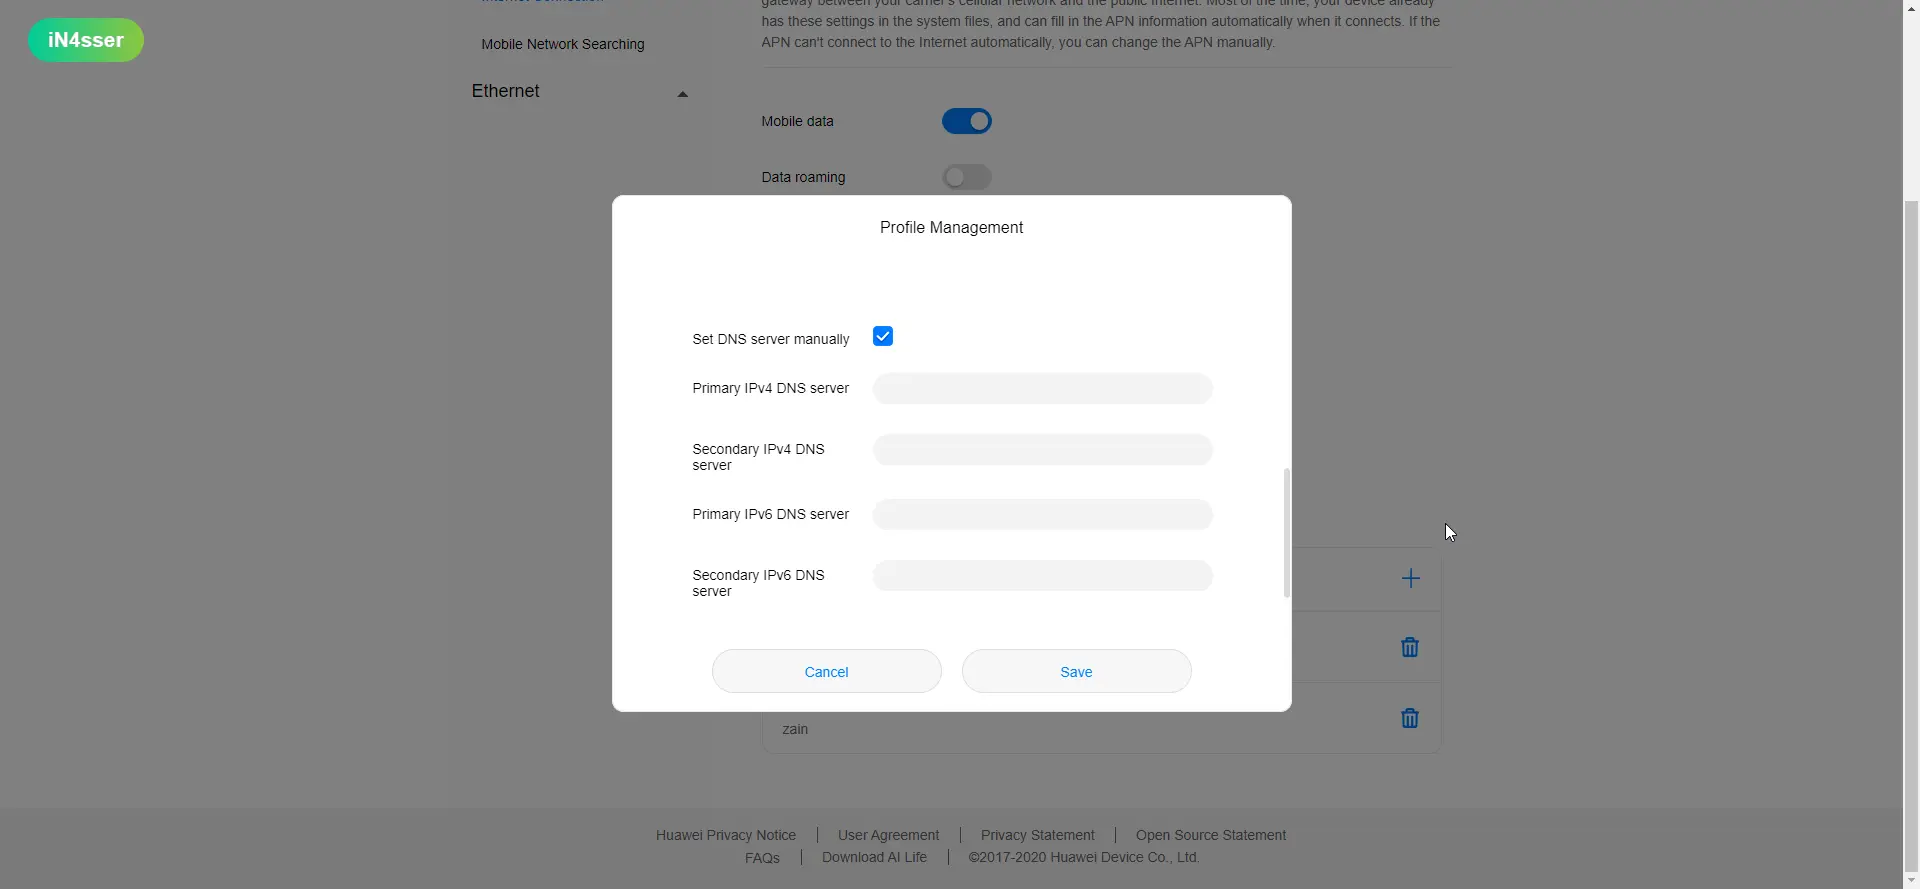 iN4sser
Internet Connection
Mobile Network Searching
Ethernet
gateway between your carrier's cellular network and the public Internet. Most of the time, your device already
has these settings in the system files, and can fill in the APN information automatically when it connects. If the
APN can't connect to the Internet automatically, you can change the APN manually.
Mobile data
Data roaming
Profile Management
Set DNS server manually
Primary IPv4 DNS server
Secondary IPv4 DNS
server
Primary IPv6 DNS server
Secondary IPv6 DNS
server
Cancel
Save
zain
Huawei Privacy Notice
User Agreement
Privacy Statement
Open Source Statement
FAQs
Download AI Life
©2017-2020 Huawei Device Co., Ltd.